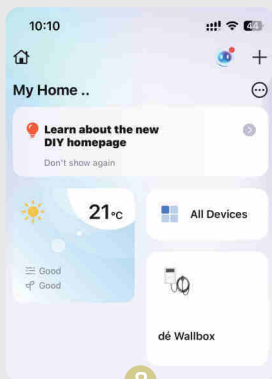 10:10
44
My Home ..
Learn about the new
DIY homepage
Don't show again
21°C
All Devices
Good
Good
dé Wallbox